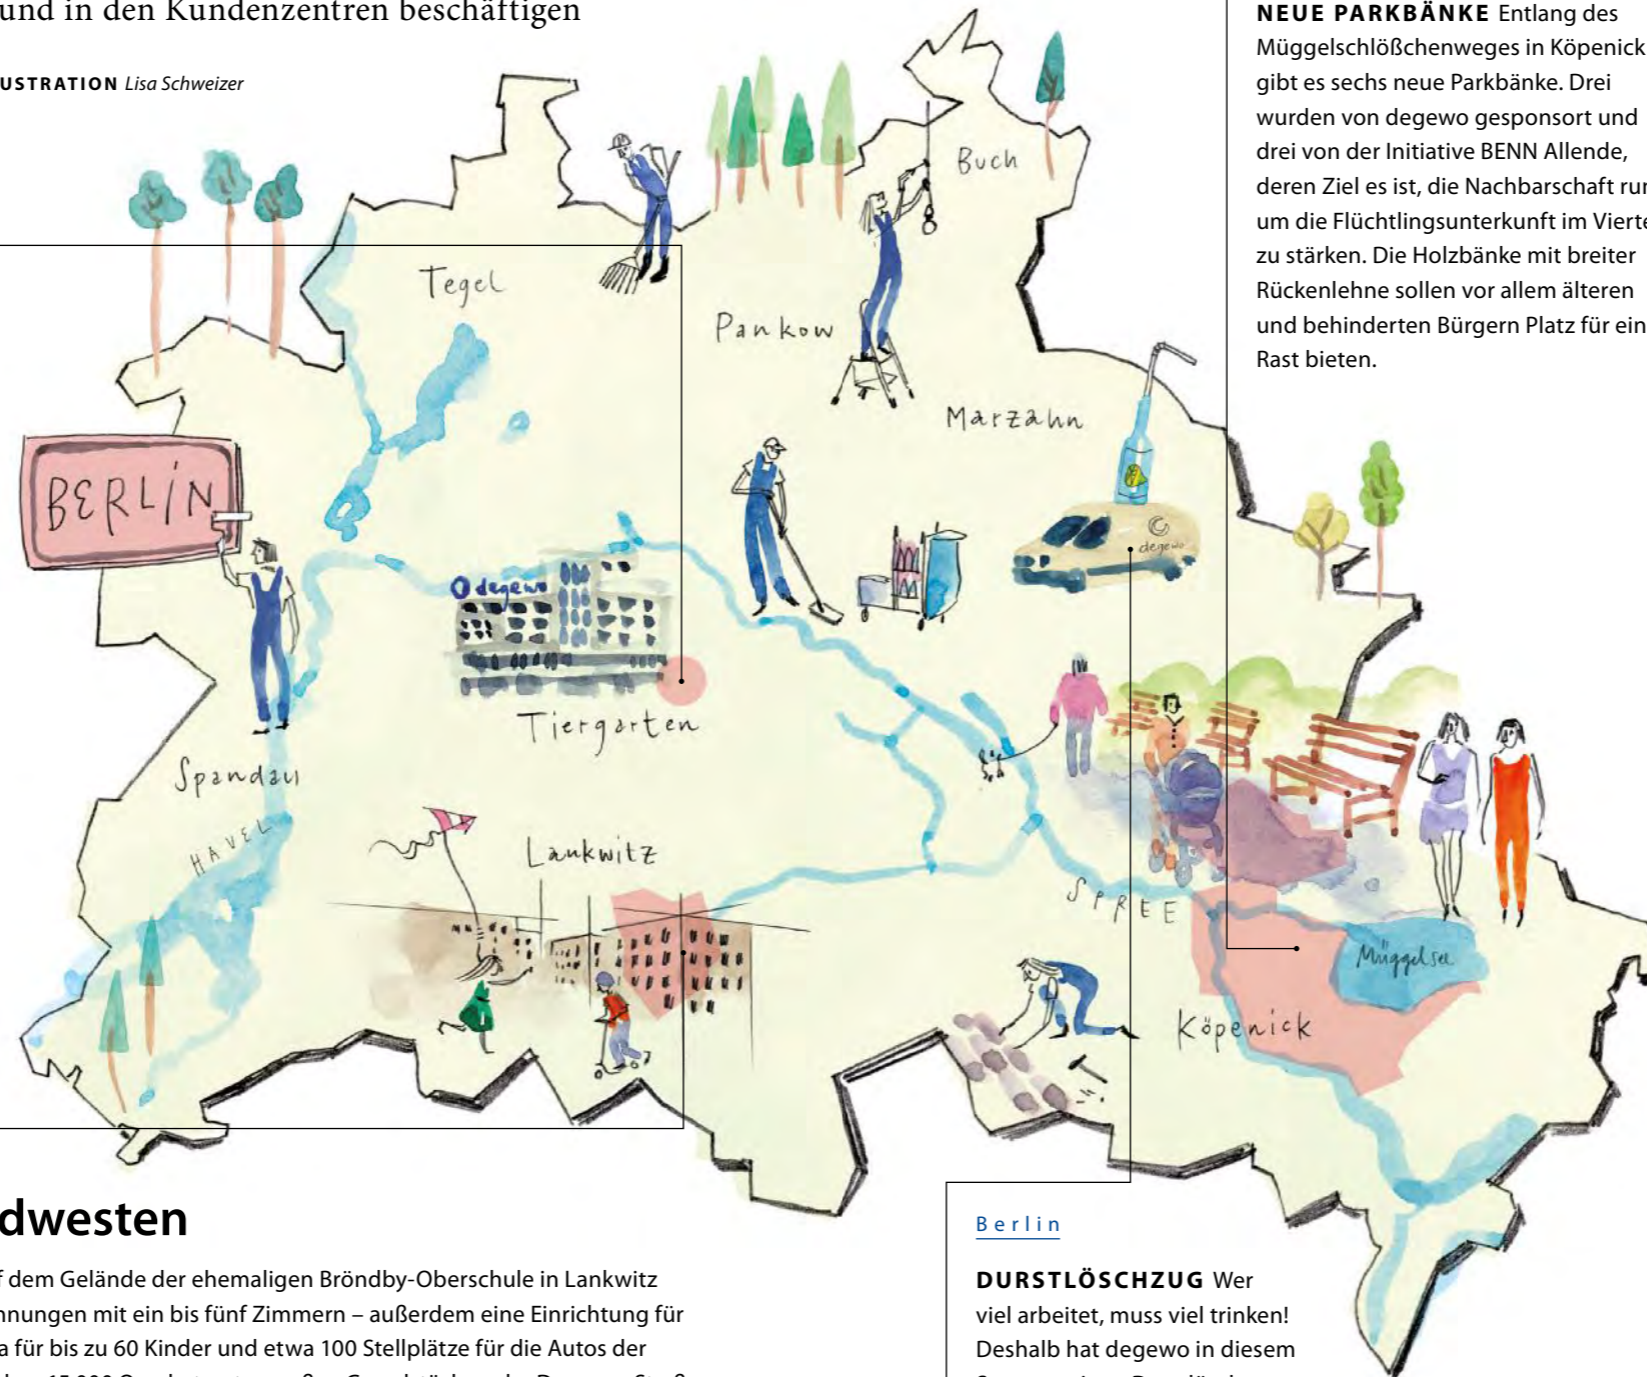 und in den Kundenzentren beschäftigen
USTRATION Lisa Schweizer
NEUE PARKBÄNKE Entlang des
Müggelschlößchenweges in Köpenick
gibt es sechs neue Parkbänke. Drei
wurden von degewo gesponsort und
drei von der Initiative BENN Allende,
deren Ziel es ist, die Nachbarschaft run
um die Flüchtlingsunterkunft im Vierte
zu stärken. Die Holzbänke mit breiter
Rückenlehne sollen vor allem älteren
und behinderten Bürgern Platz für ein
Rast bieten.
Buch
Tegel
Pankow
Marzahn
BERLIN
degewo
degewo
Tiergarten
Spandau
HAVEL
Lankwitz
SPREE
Müggelsee
Köpenick
dwesten
f dem Gelände der ehemaligen Bröndby-Oberschule in Lankwitz
hnungen mit ein bis fünf Zimmern – außerdem eine Einrichtung für
a für bis zu 60 Kinder und etwa 100 Stellplätze für die Autos der
Berlin
DURSTLÖSCHZUG Wer
viel arbeitet, muss viel trinken!
Deshalb hat degewo in diesem